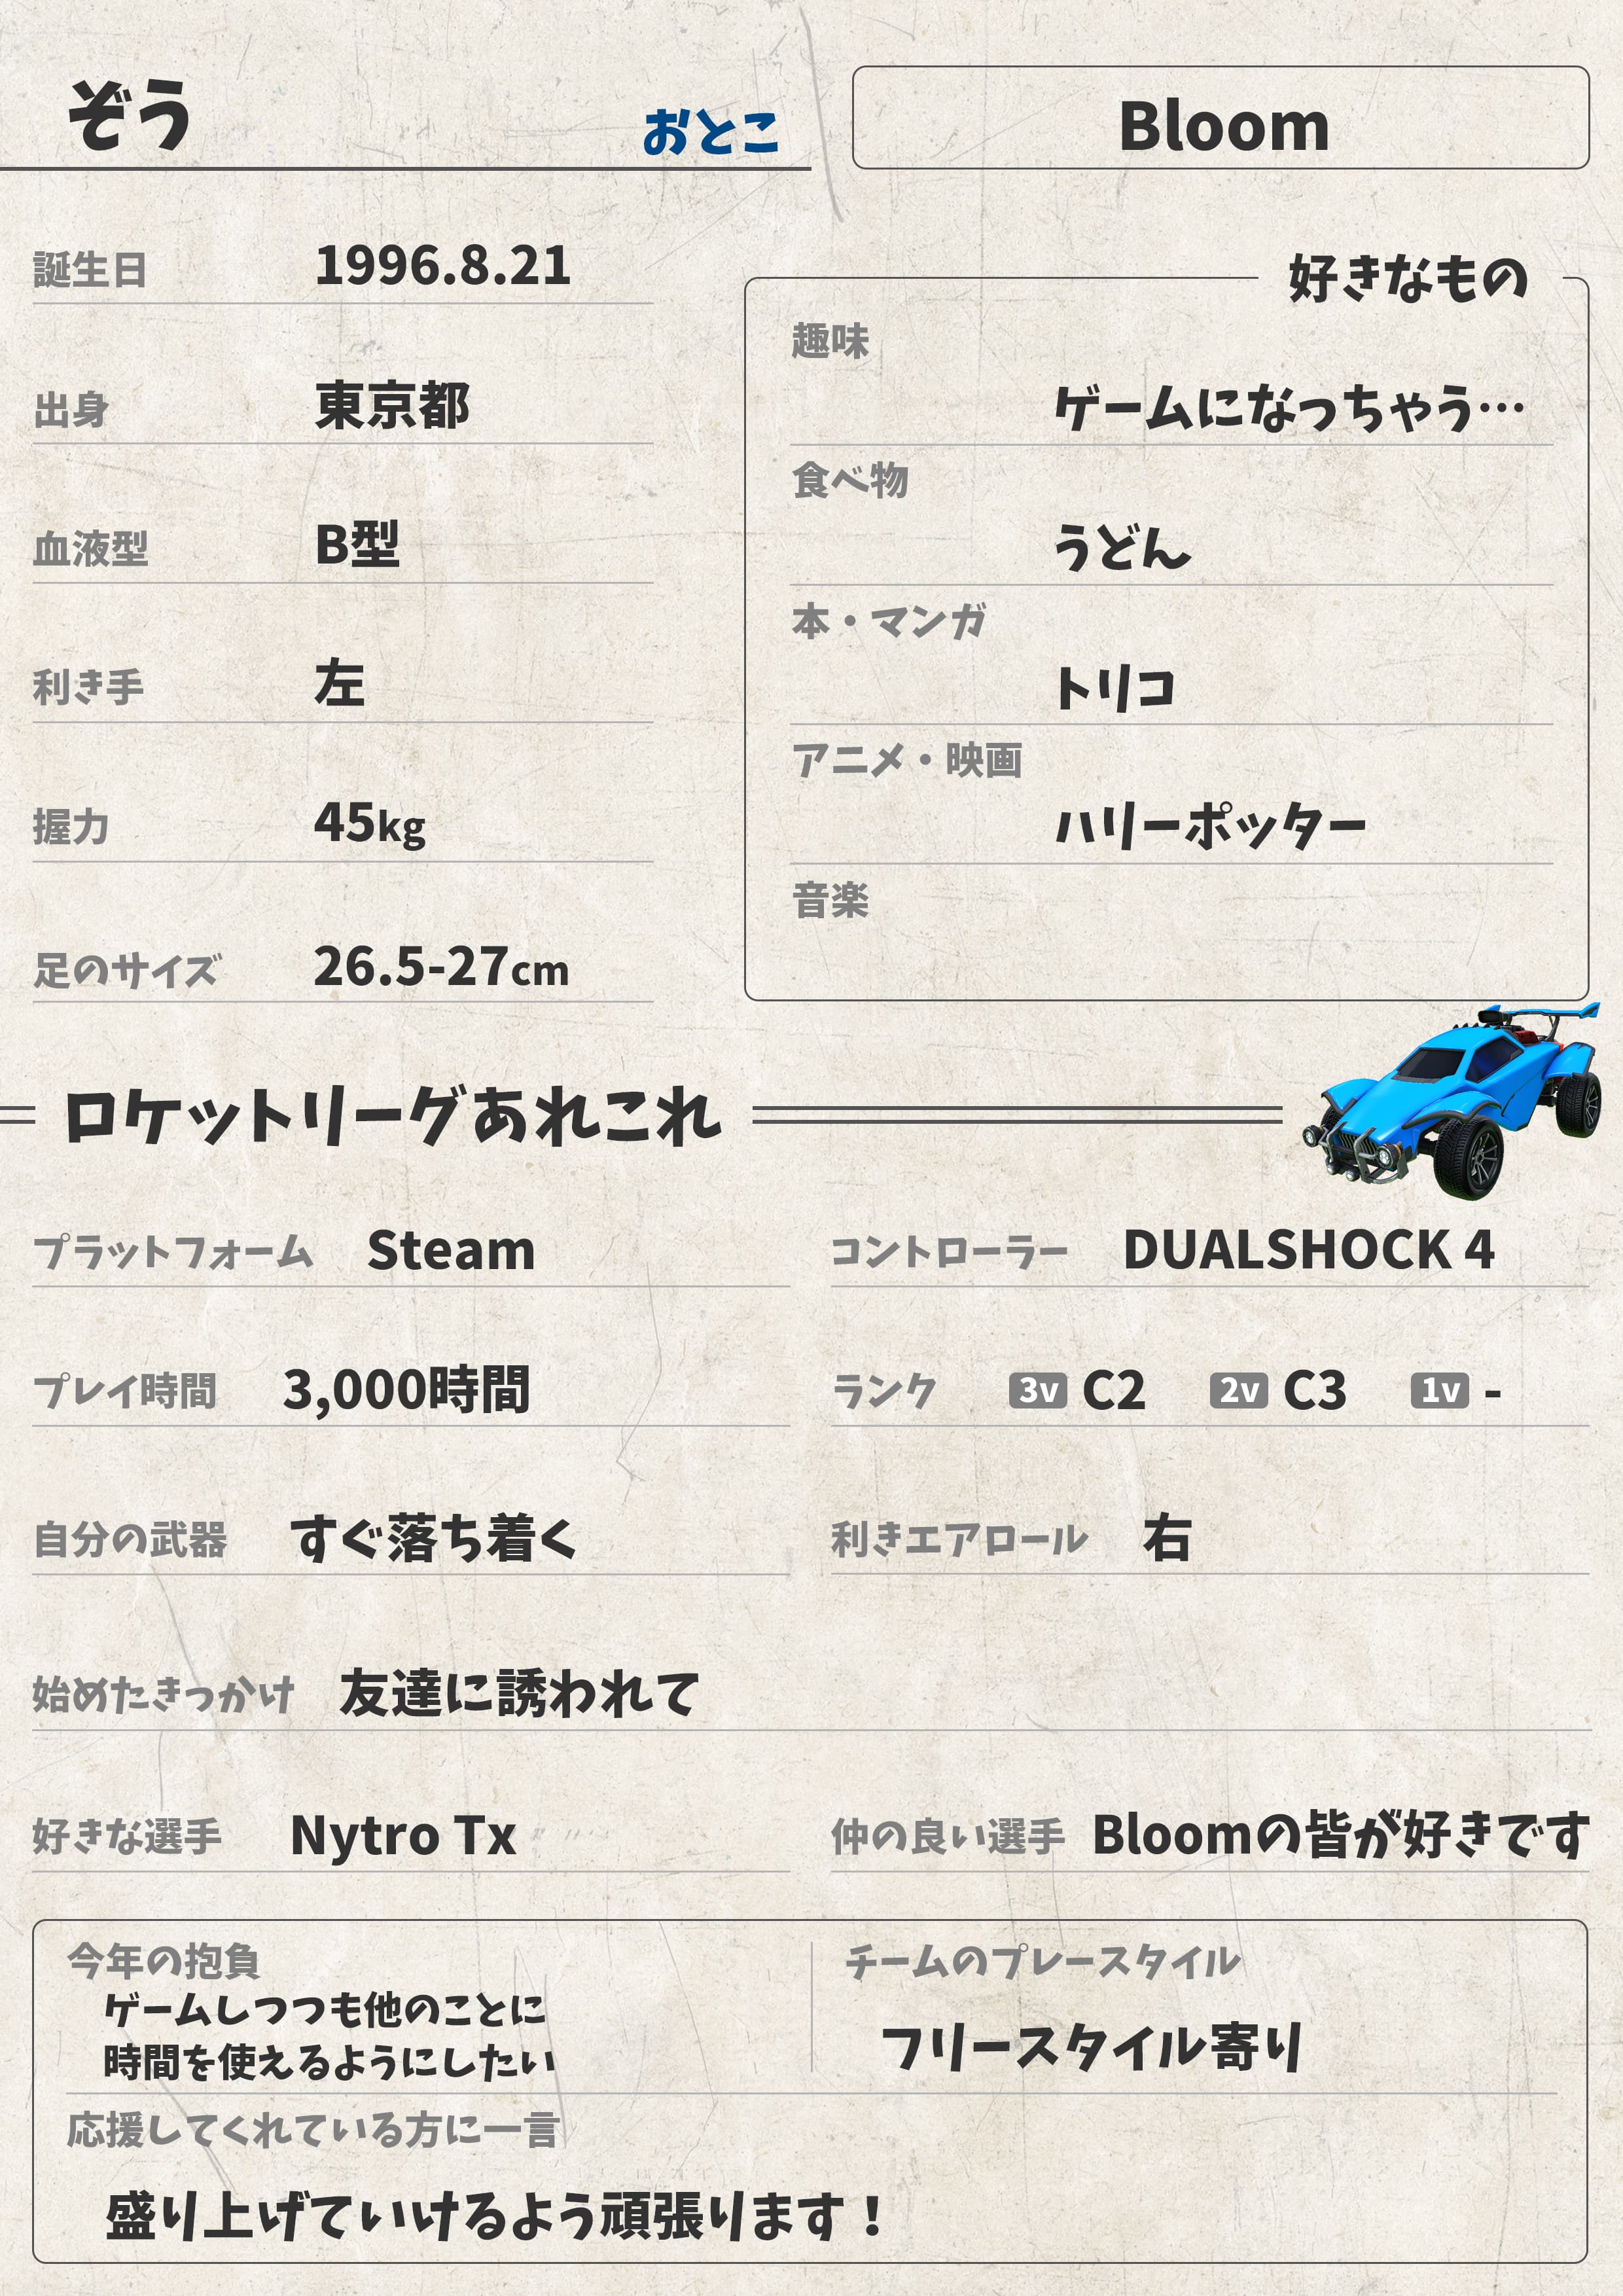 ぞう
おとこ
Bloom
誕生日 1996.8.21
出身 東京都
血液型 B型
利き手 左
握力 45kg
足のサイズ 26.5-27cm
好きなもの
趣味
ゲームになっちゃう…
食べ物
うどん
本・マンガ
トリコ
アニメ・映画
ハリーポッター
音楽
ロケットリーグあれこれ
プラットフォーム Steam
コントローラー DUALSHOCK 4
プレイ時間 3,000時間
ランク 3v C2 2v C3 1v -
自分の武器 すぐ落ち着く
利きエアロール 右
始めたきっかけ 友達に誘われて
好きな選手 Nytro Tx
仲の良い選手 Bloomの皆が好きです
今年の抱負
ゲームしつつも他のことに
時間を使えるようにしたい
チームのプレースタイル
フリースタイル寄り
応援してくれている方に一言
盛り上げていけるよう頑張ります！